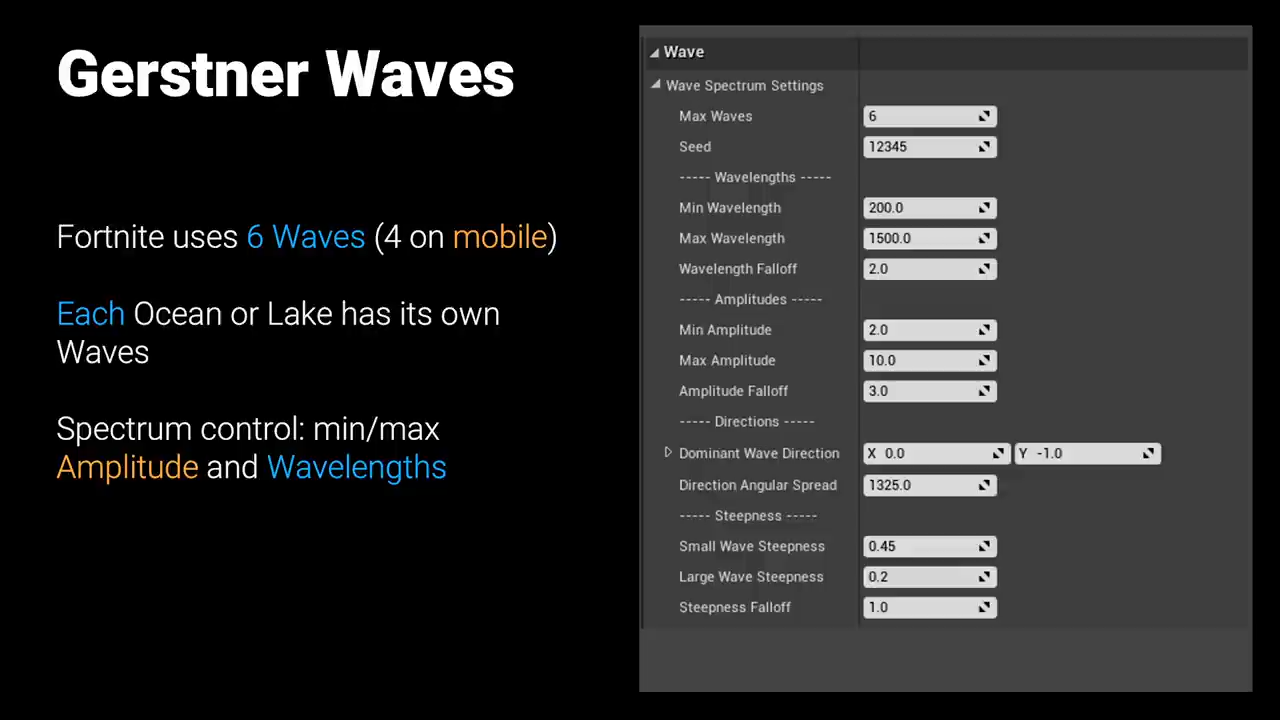 Gerstner Waves
Fortnite uses 6 Waves (4 on mobile)
Each Ocean or Lake has its own
Waves
Spectrum control: min/max
Amplitude and Wavelengths
Wave
Wave Spectrum Settings
Max Waves 6
Seed 12345
----- Wavelengths -----
Min Wavelength 200.0
Max Wavelength 1500.0
Wavelength Falloff 2.0
----- Amplitudes -----
Min Amplitude 2.0
Max Amplitude 10.0
Amplitude Falloff 3.0
----- Directions -----
Dominant Wave Direction X 0.0 Y -1.0
Direction Angular Spread 1325.0
----- Steepness -----
Small Wave Steepness 0.45
Large Wave Steepness 0.2
Steepness Falloff 1.0